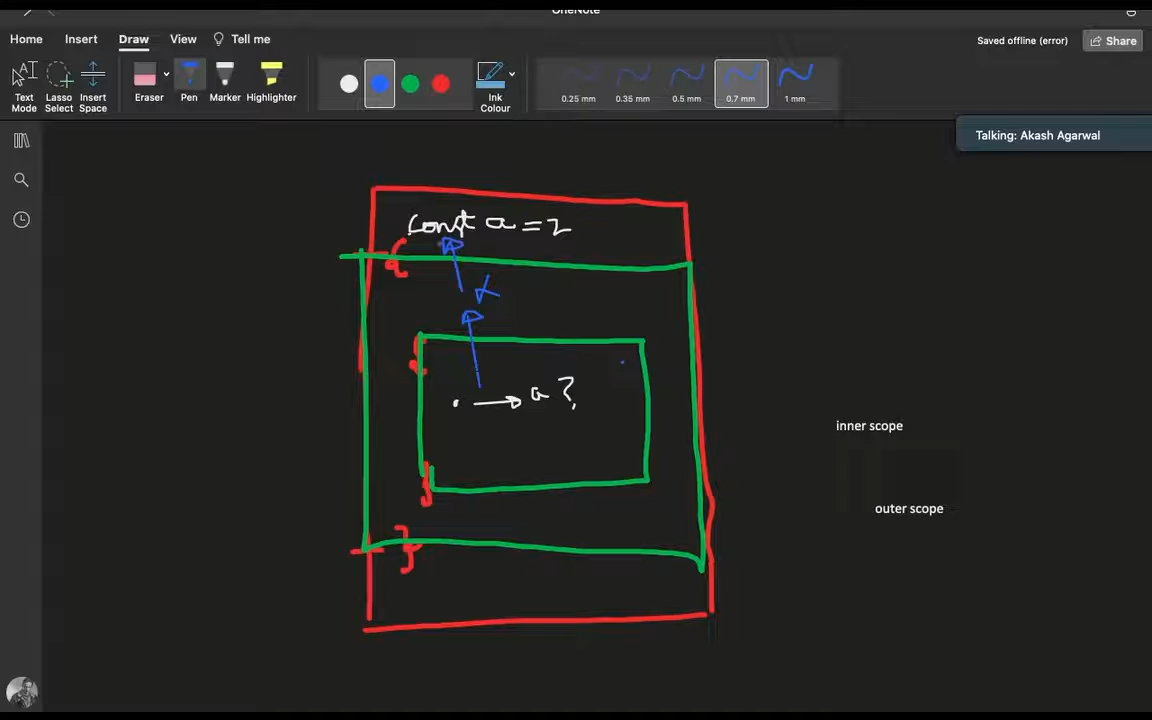 OneNote
Home Insert Draw View Tell me
Saved offline (error) Share
Text Mode
Lasso Select
Insert Space
Eraser
Pen
Marker
Highlighter
Ink Colour
0.25 mm
0.35 mm
0.5 mm
0.7 mm
1 mm
Talking: Akash Agarwal
const a = 2
{
{
a ?
inner scope
}
outer scope
}